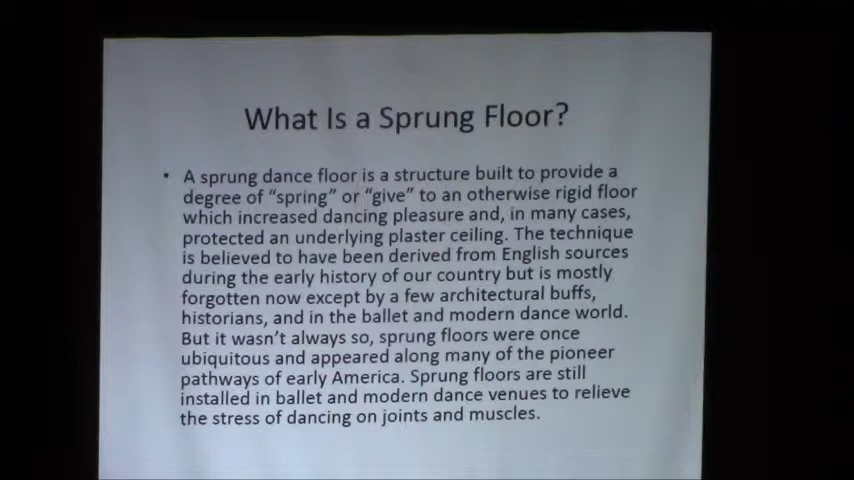 What Is a Sprung Floor?
• A sprung dance floor is a structure built to provide a
degree of “spring” or “give” to an otherwise rigid floor
which increased dancing pleasure and, in many cases,
protected an underlying plaster ceiling. The technique
is believed to have been derived from English sources
during the early history of our country but is mostly
forgotten now except by a few architectural buffs,
historians, and in the ballet and modern dance world.
But it wasn’t always so, sprung floors were once
ubiquitous and appeared along many of the pioneer
pathways of early America. Sprung floors are still
installed in ballet and modern dance venues to relieve
the stress of dancing on joints and muscles.